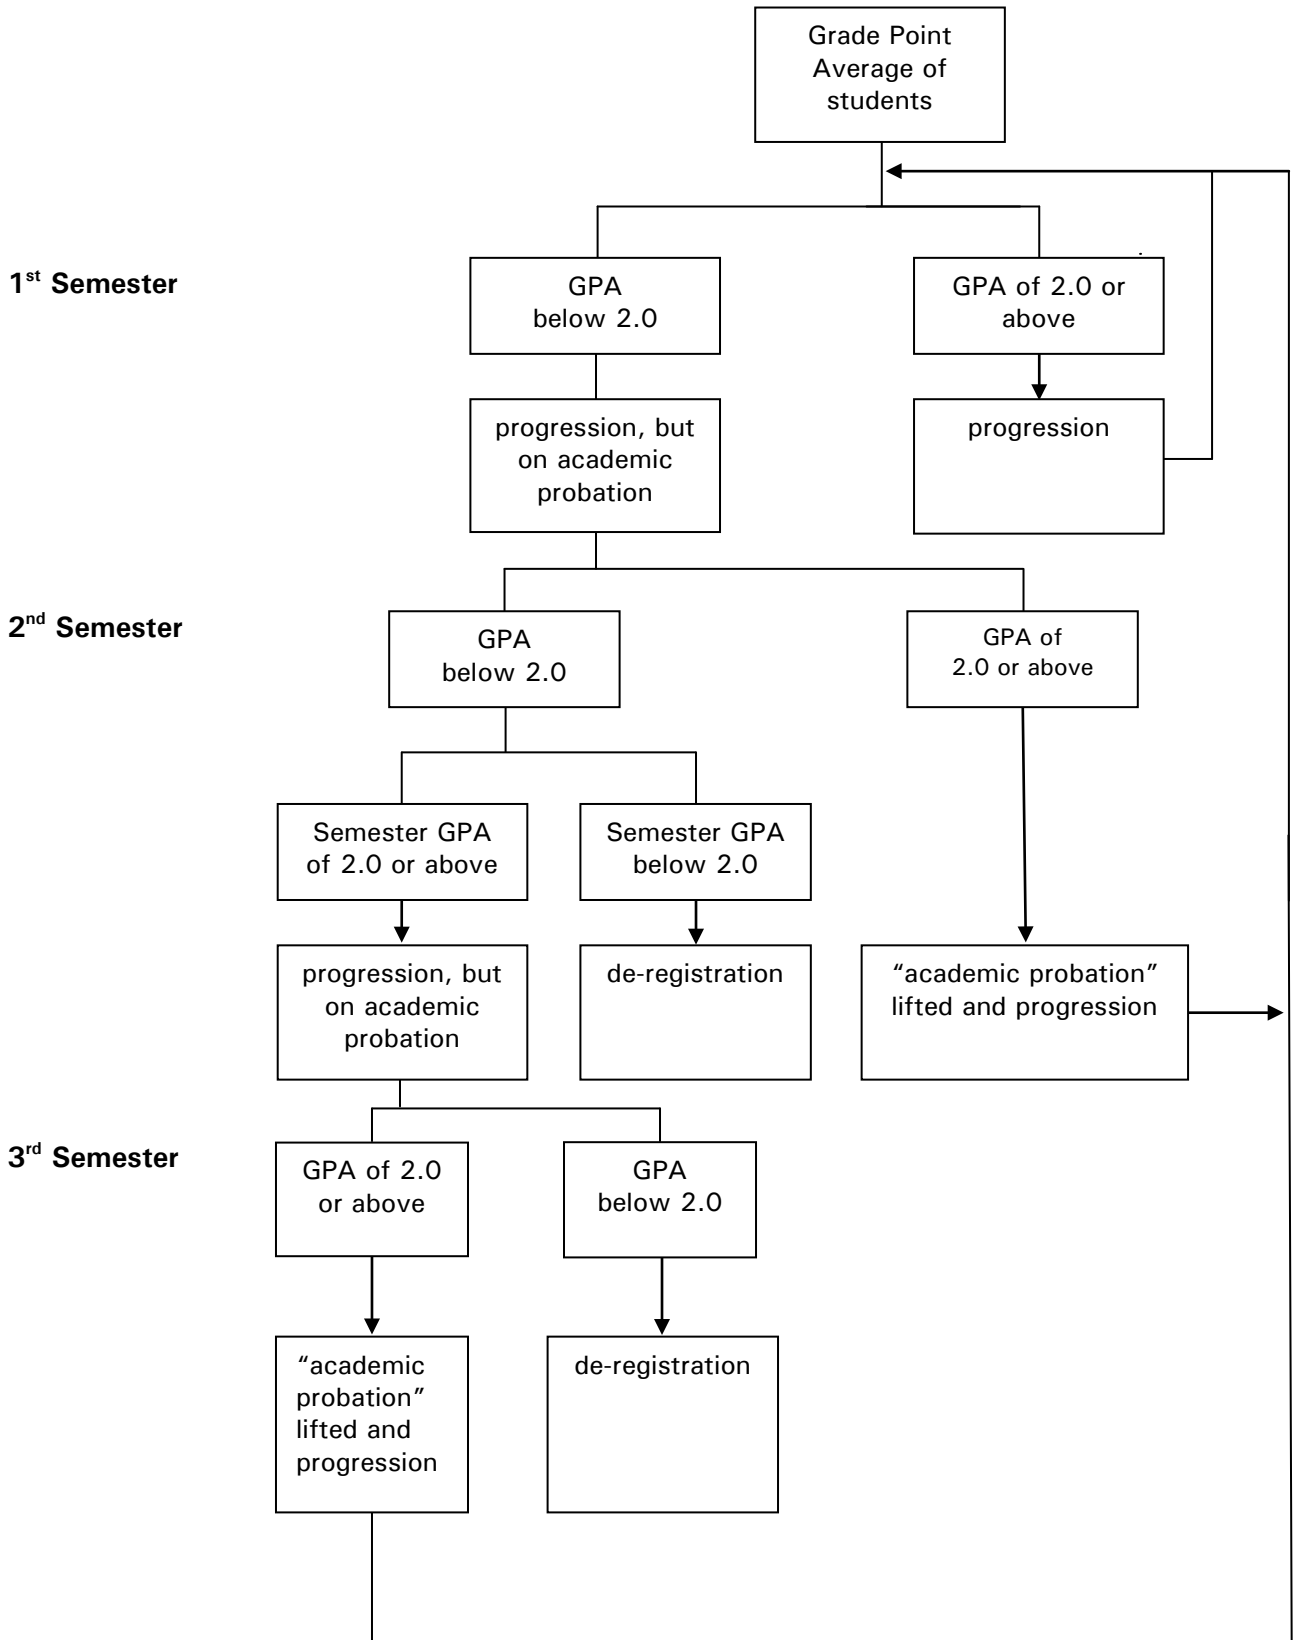 Grade Point
Average of
students
1st Semester
GPA
below 2.0
GPA of 2.0 or
above
progression, but
on academic
probation
progression
2nd Semester
GPA
below 2.0
GPA of
2.0 or above
Semester GPA
of 2.0 or above
Semester GPA
below 2.0
progression, but
on academic
probation
de-registration
“academic probation”
lifted and progression
3rd Semester
GPA of 2.0
or above
GPA
below 2.0
“academic
probation”
lifted and
progression
de-registration